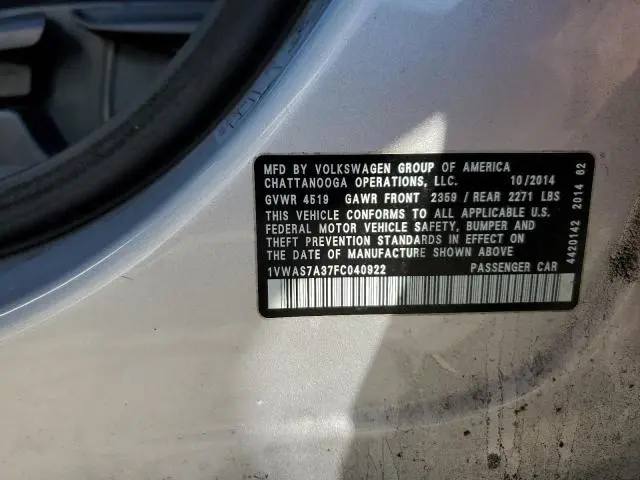 MFD BY VOLKSWAGEN GROUP OF AMERICA
CHATTANOOGA OPERATIONS, LLC. 10/2014
GVWR 4519 GAWR FRONT 2359 / REAR 2271 LBS
THIS VEHICLE CONFORMS TO ALL APPLICABLE U.S.
FEDERAL MOTOR VEHICLE SAFETY, BUMPER AND
THEFT PREVENTION STANDARDS IN EFFECT ON
THE DATE OF MANUFACTURE SHOWN ABOVE
1VWAS7A37FC040922 PASSENGER CAR
4420142 2014 62